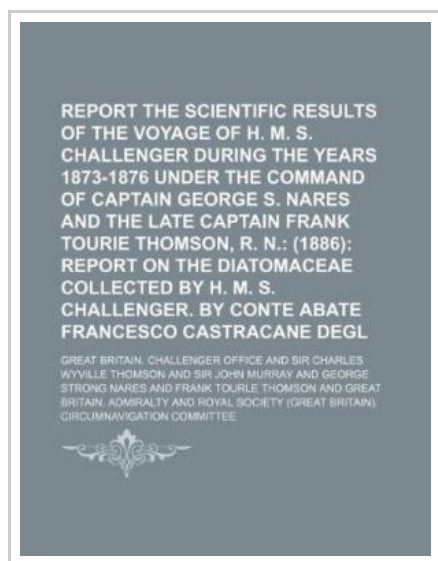 REPORT THE SCIENTIFIC RESULTS
OF THE VOYAGE OF H. M. S.
CHALLENGER DURING THE YEARS
1873-1876 UNDER THE COMMAND
OF CAPTAIN GEORGE S. NARES
AND THE LATE CAPTAIN FRANK
TOURIE THOMSON, R. N.: (1886):
REPORT ON THE DIATOMACEAE
COLLECTED BY H. M. S.
CHALLENGER. BY CONTE ABATE
FRANCESCO CASTRACANE DEGL
GREAT BRITAIN. CHALLENGER OFFICE AND SIR CHARLES
WYVILLE THOMSON AND SIR JOHN MURRAY AND GEORGE
STRONG NARES AND FRANK TOURLE THOMSON AND GREAT
BRITAIN. ADMIRALTY AND ROYAL SOCIETY (GREAT BRITAIN).
CIRCUMNAVIGATION COMMITTEE